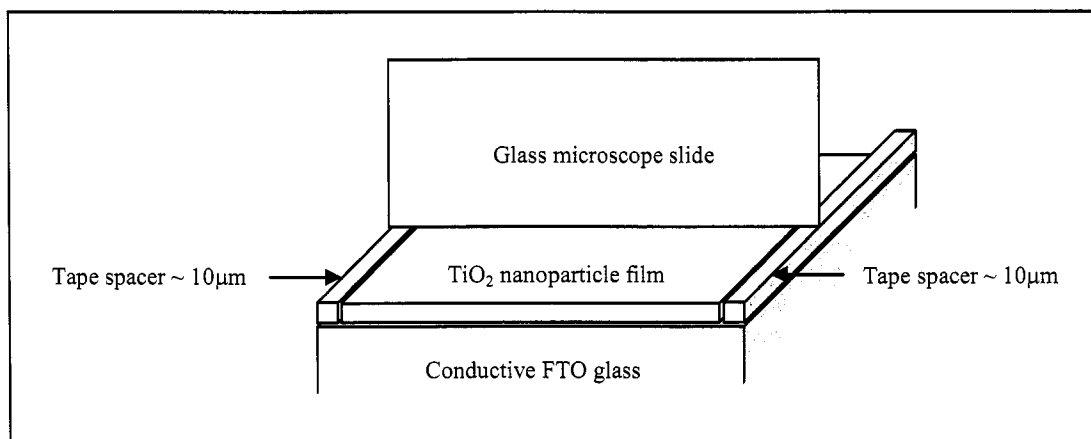 Glass microscope slide
Tape spacer ~ 10µm
TiO₂ nanoparticle film
Tape spacer ~ 10µm
Conductive FTO glass